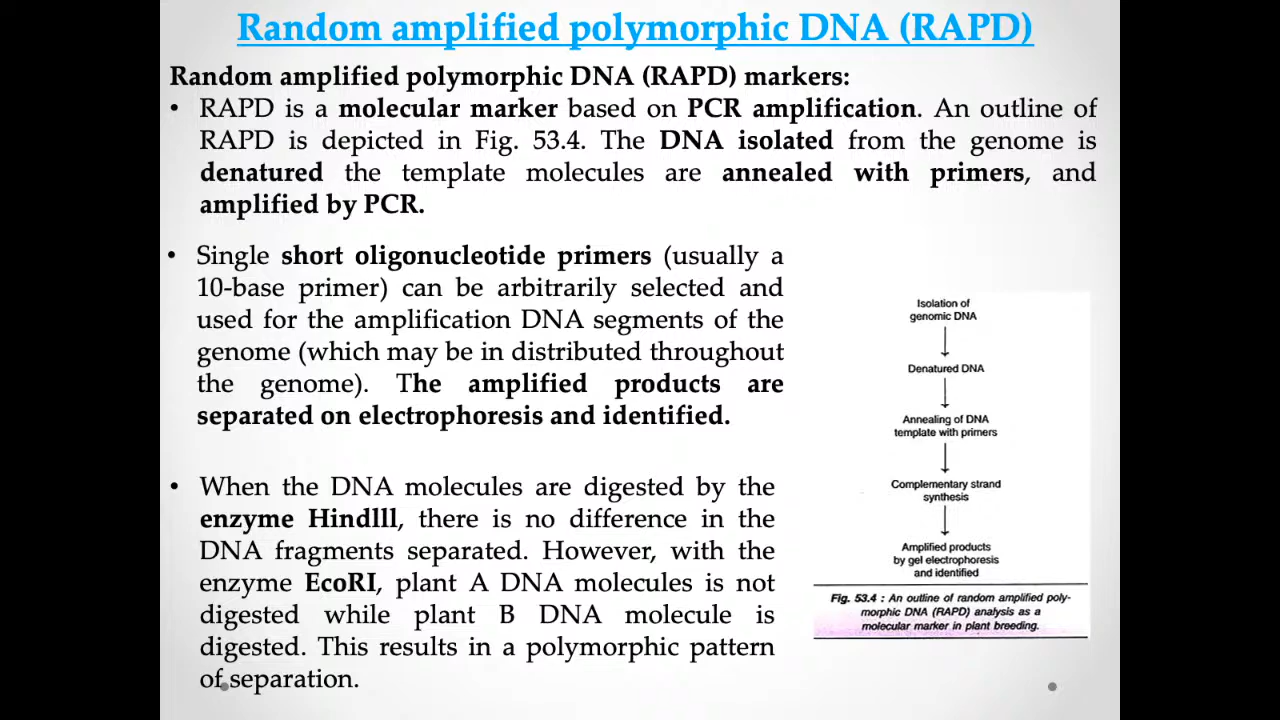 Random amplified polymorphic DNA (RAPD)
Random amplified polymorphic DNA (RAPD) markers:
• RAPD is a molecular marker based on PCR amplification. An outline of
RAPD is depicted in Fig. 53.4. The DNA isolated from the genome is
denatured the template molecules are annealed with primers, and
amplified by PCR.
• Single short oligonucleotide primers (usually a
10-base primer) can be arbitrarily selected and
used for the amplification DNA segments of the
genome (which may be in distributed throughout
the genome). The amplified products are
separated on electrophoresis and identified.
• When the DNA molecules are digested by the
enzyme Hindlll, there is no difference in the
DNA fragments separated. However, with the
enzyme EcoRI, plant A DNA molecules is not
digested while plant B DNA molecule is
digested. This results in a polymorphic pattern
of separation.
Isolation of
genomic DNA
Denatured DNA
Annealing of DNA
template with primers
Complementary strand
synthesis
Amplified products
by gel electrophoresis
and identified
Fig. 53.4 : An outline of random amplified poly-
morphic DNA (RAPD) analysis as a
molecular marker in plant breeding.